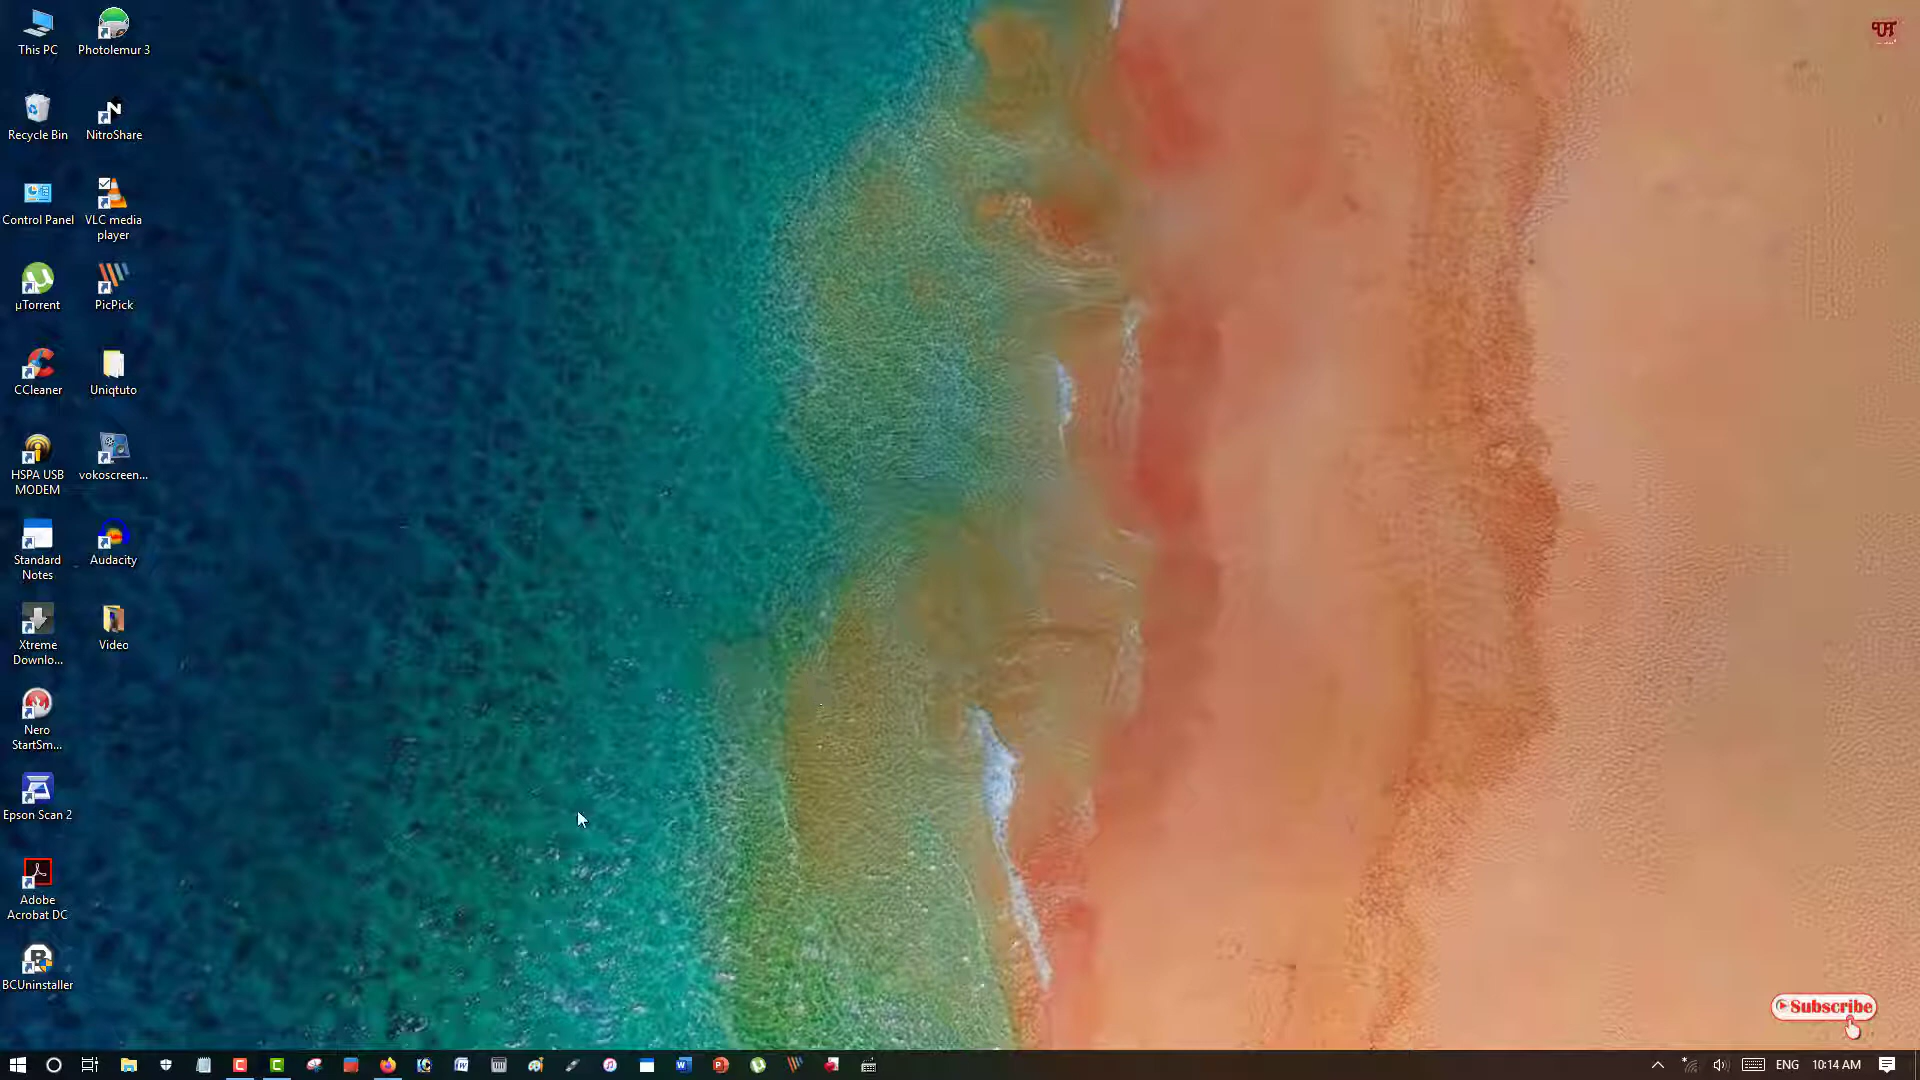 This PC
Photolemur 3
Recycle Bin
NitroShare
Control Panel
VLC media
player
µTorrent
PicPick
CCleaner
Uniqtuto
HSPA USB
MODEM
vokoscreen...
Standard
Notes
Audacity
Xtreme
Downlo...
Video
Nero
StartSm...
Epson Scan 2
Adobe
Acrobat DC
BCUninstaller
UT
Subscribe
ENG
10:14 AM